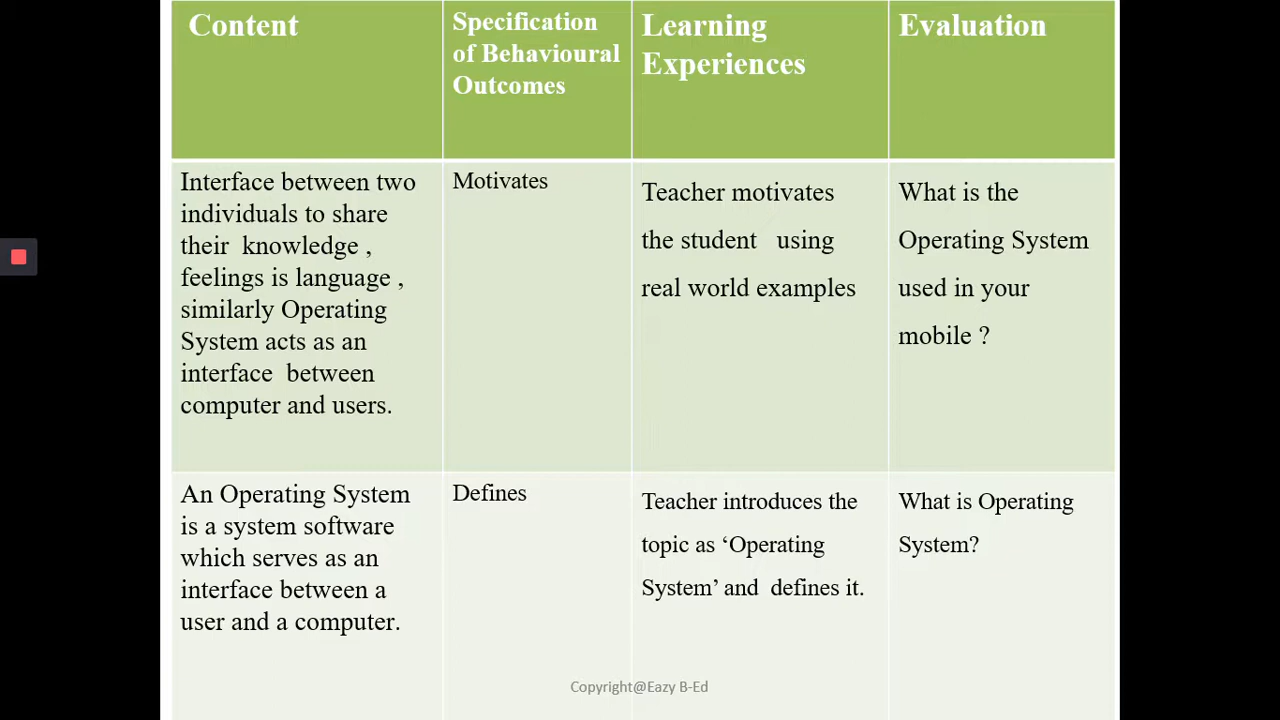 Content
Specification
of Behavioural
Outcomes
Learning
Experiences
Evaluation
Interface between two
individuals to share
their knowledge ,
feelings is language ,
similarly Operating
System acts as an
interface between
computer and users.
Motivates
Teacher motivates
the student using
real world examples
What is the
Operating System
used in your
mobile ?
An Operating System
is a system software
which serves as an
interface between a
user and a computer.
Defines
Teacher introduces the
topic as ‘Operating
System’ and defines it.
What is Operating
System?
Copyright@Eazy B-Ed